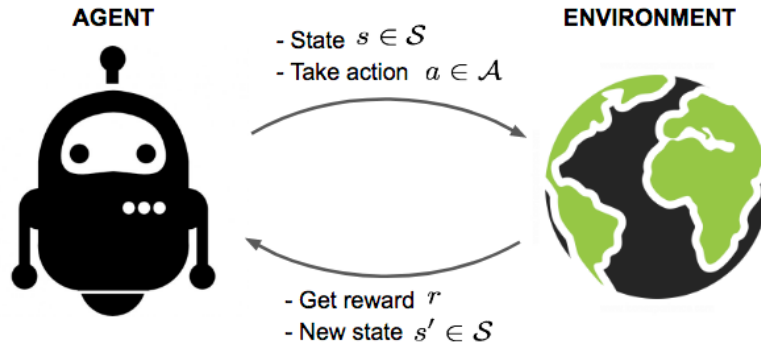 AGENT
ENVIRONMENT
- State s ∈ 𝒮
- Take action a ∈ 𝒜
- Get reward r
- New state s′ ∈ 𝒮